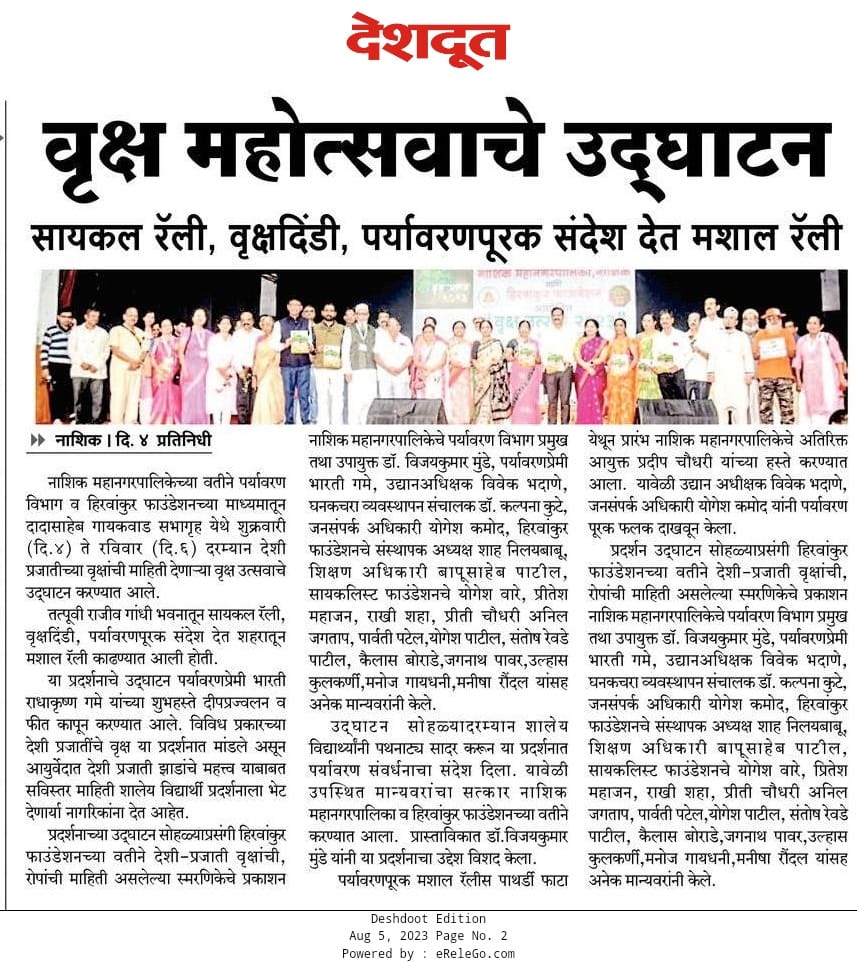 देशदूत
वृक्ष महोत्सवाचे उद्‌घाटन
सायकल रॅली, वृक्षदिंडी, पर्यावरणपूरक संदेश देत मशाल रॅली
नाशिक महानगरपालिका, नाशिक
आणि
हिरवांकुर फाउंडेशन
नाशिक | दि. ४ प्रतिनिधी
नाशिक महानगरपालिकेच्या वतीने पर्यावरण
विभाग व हिरवांकुर फाउंडेशनच्या माध्यमातून
दादासाहेब गायकवाड सभागृह येथे शुक्रवारी
(दि.४) ते रविवार (दि.६) दरम्यान देशी
प्रजातीच्या वृक्षांची माहिती देणाऱ्या वृक्ष उत्सवाचे
उद्‌घाटन करण्यात आले.
तत्पूवी राजीव गांधी भवनातून सायकल रॅली,
वृक्षदिंडी, पर्यावरणपूरक संदेश देत शहरातून
मशाल रॅली काढण्यात आली होती.
या प्रदर्शनाचे उद्‌घाटन पर्यावरणप्रेमी भारती
राधाकृष्ण गमे यांच्या शुभहस्ते दीपप्रज्वलन व
फीत कापून करण्यात आले. विविध प्रकारच्या
देशी प्रजातींचे वृक्ष या प्रदर्शनात मांडले असून
आयुर्वेदात देशी प्रजाती झाडांचे महत्त्व याबाबत
सविस्तर माहिती शालेय विद्यार्थी प्रदर्शनाला भेट
देणार्या नागरिकांना देत आहेत.
प्रदर्शनाच्या उद्‌घाटन सोहळ्याप्रसंगी हिरवांकुर
फाउंडेशनच्या वतीने देशी-प्रजाती वृक्षांची,
रोपांची माहिती असलेल्या स्मरणिकेचे प्रकाशन
नाशिक महानगरपालिकेचे पर्यावरण विभाग प्रमुख
तथा उपायुक्त डॉ. विजयकुमार मुंडे, पर्यावरणप्रेमी
भारती गमे, उद्यानअधिक्षक विवेक भदाणे,
घनकचरा व्यवस्थापन संचालक डॉ. कल्पना कुटे,
जनसंपर्क अधिकारी योगेश कमोद, हिरवांकुर
फाउंडेशनचे संस्थापक अध्यक्ष शाह निलयबाबू,
शिक्षण अधिकारी बापूसाहेब पाटील,
सायकलिस्ट फाउंडेशनचे योगेश वारे, प्रीतेश
महाजन, राखी शहा, प्रीती चौधरी अनिल
जगताप, पार्वती पटेल,योगेश पाटील, संतोष रेवडे
पाटील, कैलास बोराडे,जगनाथ पावर,उल्हास
कुलकर्णी,मनोज गायधनी,मनीषा रौंदल यांसह
अनेक मान्यवरांनी केले.
उद्‌घाटन सोहळ्यादरम्यान शालेय
विद्यार्थ्यांनी पथनाट्य सादर करून या प्रदर्शनात
पर्यावरण संवर्धनाचा संदेश दिला. यावेळी
उपस्थित मान्यवरांचा सत्कार नाशिक
महानगरपालिका व हिरवांकुर फाउंडेशनच्या वतीने
करण्यात आला. प्रास्ताविकात डॉ.विजयकुमार
मुंडे यांनी या प्रदर्शनाचा उद्देश विशद केला.
पर्यावरणपूरक मशाल रॅलीस पाथर्डी फाटा
येथून प्रारंभ नाशिक महानगरपालिकेचे अतिरिक्त
आयुक्त प्रदीप चौधरी यांच्या हस्ते करण्यात
आला. यावेळी उद्यान अधीक्षक विवेक भदाणे,
जनसंपर्क अधिकारी योगेश कमोद यांनी पर्यावरण
पूरक फलक दाखवून केला.
प्रदर्शन उद्‌घाटन सोहळ्याप्रसंगी हिरवांकुर
फाउंडेशनच्या वतीने देशी-प्रजाती वृक्षांची,
रोपांची माहिती असलेल्या स्मरणिकेचे प्रकाशन
नाशिक महानगरपालिकेचे पर्यावरण विभाग प्रमुख
तथा उपायुक्त डॉ. विजयकुमार मुंडे, पर्यावरणप्रेमी
भारती गमे, उद्यानअधिक्षक विवेक भदाणे,
घनकचरा व्यवस्थापन संचालक डॉ. कल्पना कुटे,
जनसंपर्क अधिकारी योगेश कमोद, हिरवांकुर
फाउंडेशनचे संस्थापक अध्यक्ष शाह निलयबाबू,
शिक्षण अधिकारी बापूसाहेब पाटील,
सायकलिस्ट फाउंडेशनचे योगेश वारे, प्रितेश
महाजन, राखी शहा, प्रीती चौधरी अनिल
जगताप, पार्वती पटेल,योगेश पाटील, संतोष रेवडे
पाटील, कैलास बोराडे,जगनाथ पावर,उल्हास
कुलकर्णी,मनोज गायधनी,मनीषा रौंदल यांसह
अनेक मान्यवरांनी केले.
Deshdoot Edition
Aug 5, 2023 Page No. 2
Powered by : eReleGo.com